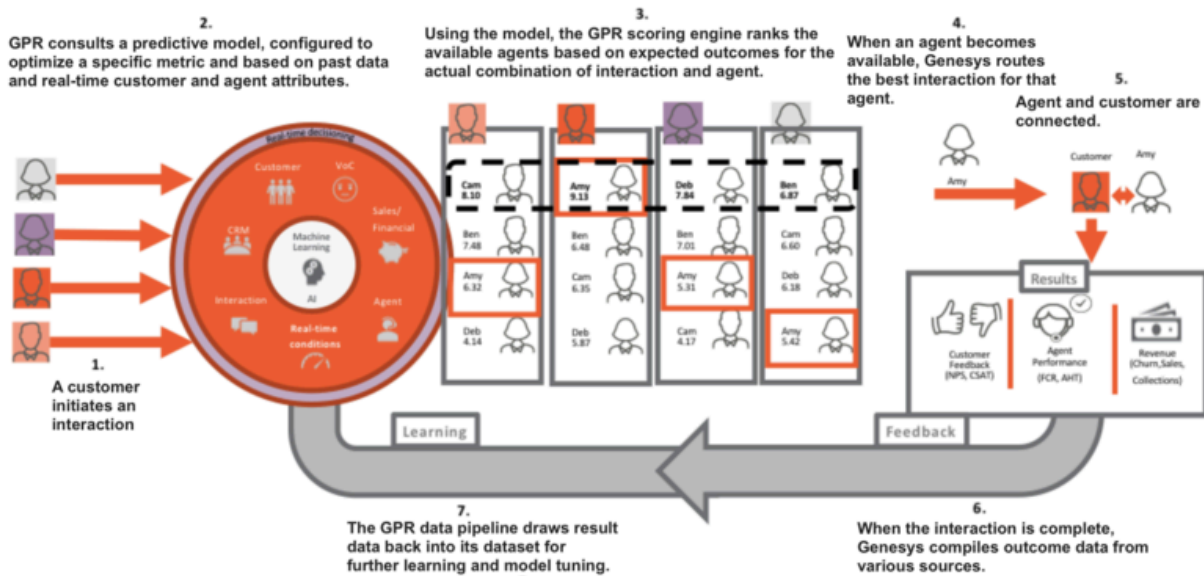 2.
GPR consults a predictive model, configured to
optimize a specific metric and based on past data
and real-time customer and agent attributes.
3.
Using the model, the GPR scoring engine ranks the
available agents based on expected outcomes for the
actual combination of interaction and agent.
4.
When an agent becomes
available, Genesys routes
the best interaction for that
agent.
5.
Agent and customer are
connected.
1.
A customer
initiates an
interaction
Real-time decisioning
Customer
VoC
CRM
Sales/
Financial
Machine
Learning
AI
Interaction
Agent
Real-time
conditions
Cam
8.10
Ben
7.48
Amy
6.32
Deb
4.14
Amy
9.13
Ben
6.48
Cam
6.35
Deb
5.87
Deb
7.84
Ben
7.01
Amy
5.31
Cam
4.17
Ben
6.87
Cam
6.60
Deb
6.18
Amy
5.42
Amy
Customer
Amy
Results
Customer
Feedback
(NPS, CSAT)
Agent
Performance
(FCR, AHT)
Revenue
(Churn,Sales,
Collections)
Learning
Feedback
7.
The GPR data pipeline draws result
data back into its dataset for
further learning and model tuning.
6.
When the interaction is complete,
Genesys compiles outcome data from
various sources.